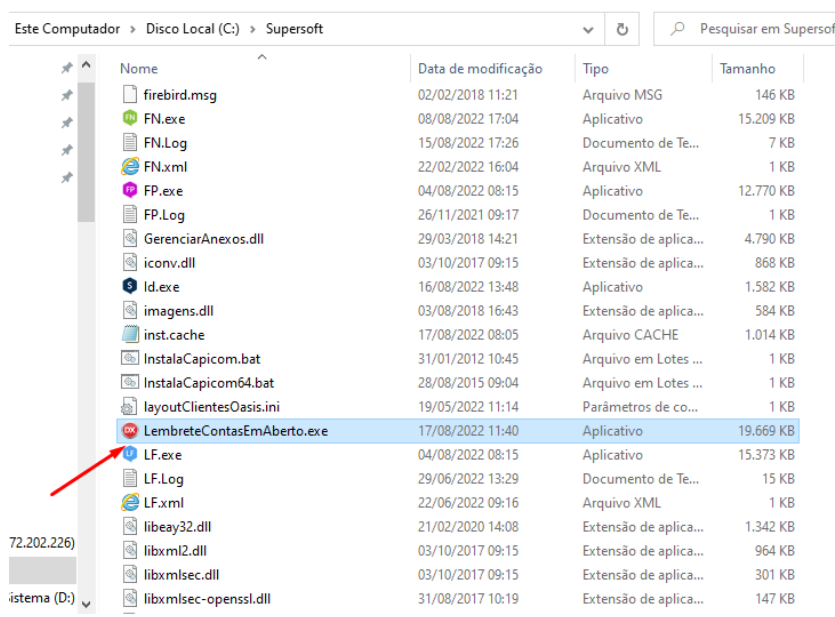 Este Computador > Disco Local (C:) > Supersoft Pesquisar em Supersof
Nome Data de modificação Tipo Tamanho
firebird.msg 02/02/2018 11:21 Arquivo MSG 146 KB
FN FN.exe 08/08/2022 17:04 Aplicativo 15.209 KB
FN.Log 15/08/2022 17:26 Documento de Te... 7 KB
FN.xml 22/02/2022 16:04 Arquivo XML 1 KB
FP FP.exe 04/08/2022 08:15 Aplicativo 12.770 KB
FP.Log 26/11/2021 09:17 Documento de Te... 1 KB
GerenciarAnexos.dll 29/03/2018 14:21 Extensão de aplica... 4.790 KB
iconv.dll 03/10/2017 09:15 Extensão de aplica... 868 KB
S ld.exe 16/08/2022 13:48 Aplicativo 1.582 KB
imagens.dll 03/08/2018 16:43 Extensão de aplica... 584 KB
inst.cache 17/08/2022 08:05 Arquivo CACHE 1.014 KB
InstalaCapicom.bat 31/01/2012 10:45 Arquivo em Lotes ... 1 KB
InstalaCapicom64.bat 28/08/2015 09:04 Arquivo em Lotes ... 1 KB
layoutClientesOasis.ini 19/05/2022 11:14 Parâmetros de co... 1 KB
DX LembreteContasEmAberto.exe 17/08/2022 11:40 Aplicativo 19.669 KB
LF LF.exe 04/08/2022 08:15 Aplicativo 15.373 KB
LF.Log 29/06/2022 13:29 Documento de Te... 15 KB
LF.xml 22/06/2022 09:16 Arquivo XML 1 KB
libeay32.dll 21/02/2020 14:08 Extensão de aplica... 1.342 KB
72.202.226) libxml2.dll 03/10/2017 09:15 Extensão de aplica... 964 KB
libxmlsec.dll 03/10/2017 09:15 Extensão de aplica... 301 KB
istema (D:) libxmlsec-openssl.dll 31/08/2017 10:19 Extensão de aplica... 147 KB